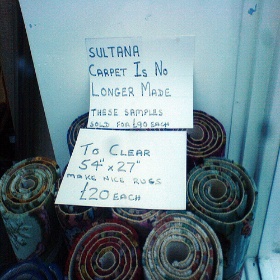 SULTANA
CARPET IS NO
LONGER MADE
THESE SAMPLES
SOLD FOR £90 EACH
TO CLEAR
54" x 27"
MAKE NICE RUGS
£20 EACH